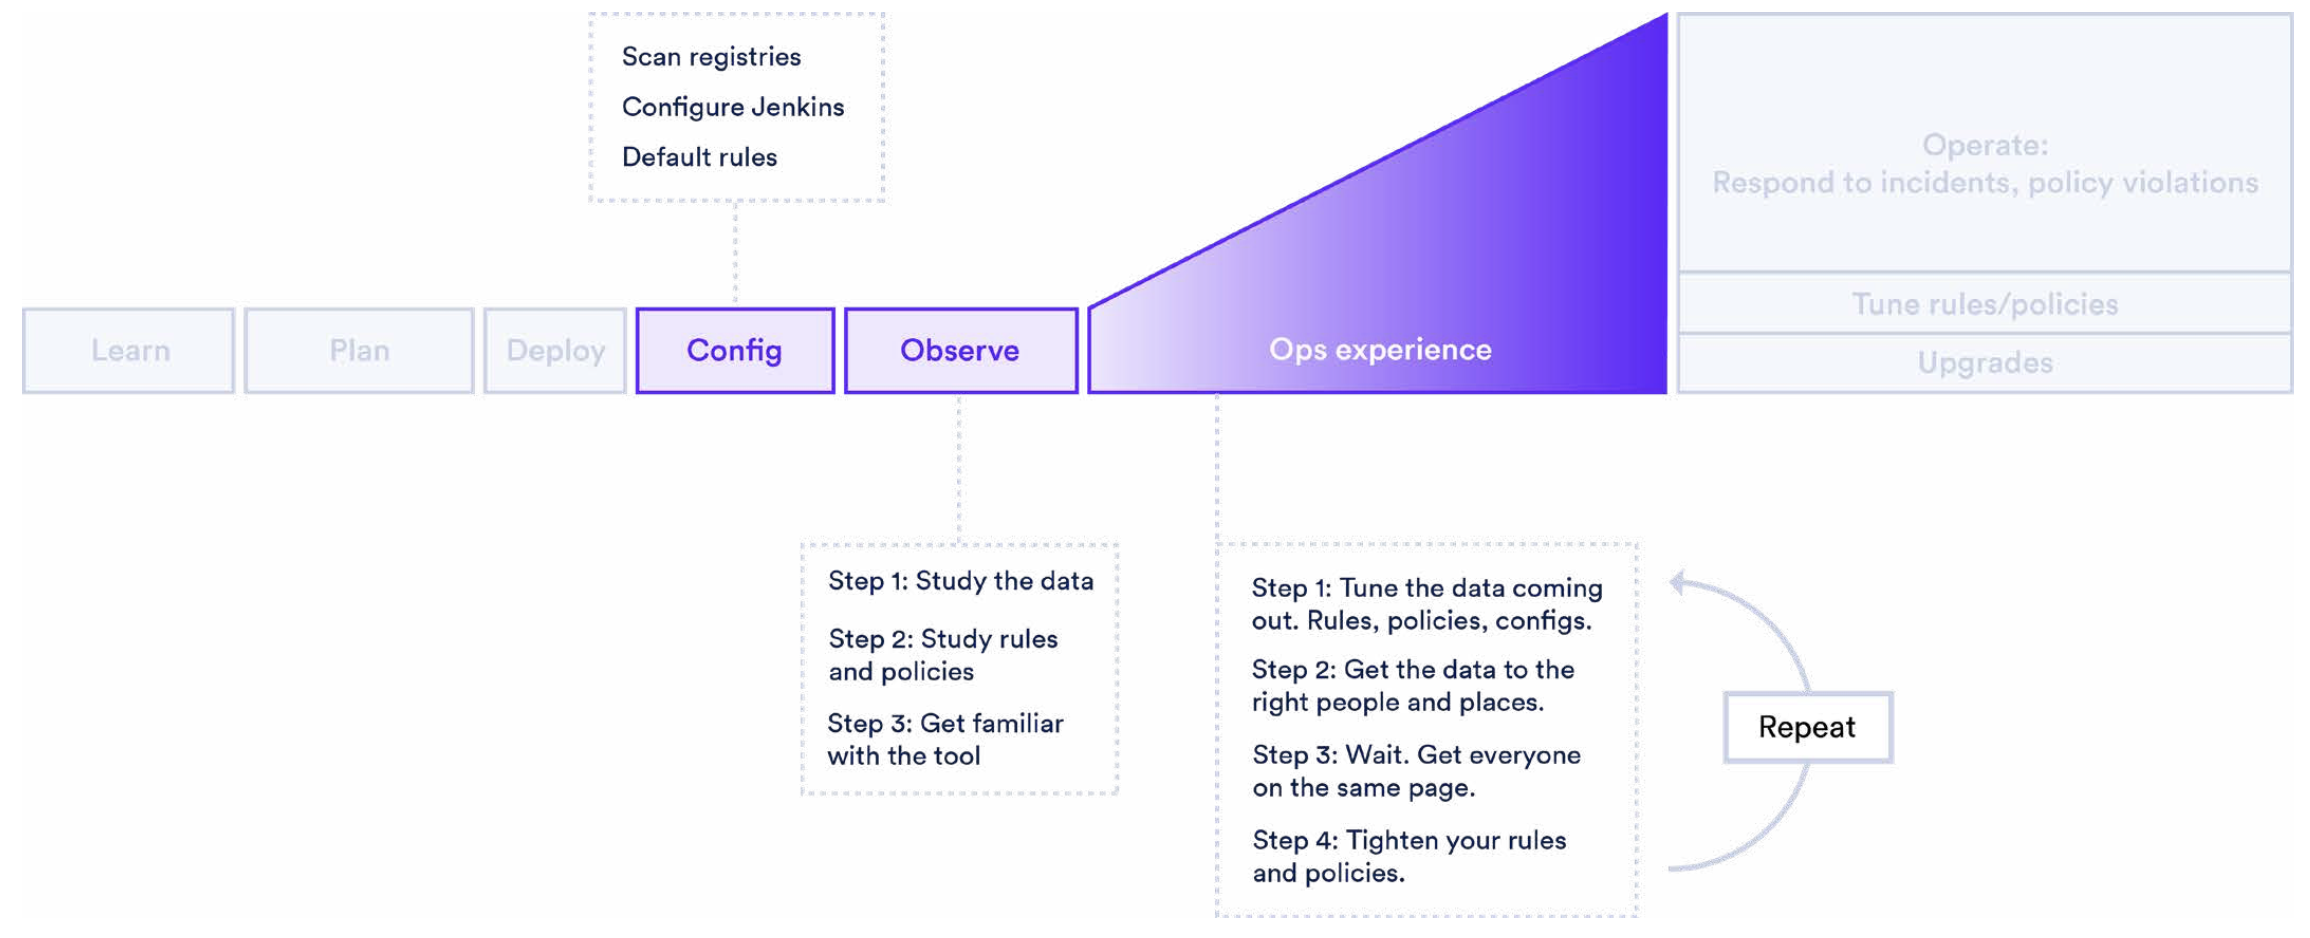 Scan registries
Configure Jenkins
Default rules
Learn
Plan
Deploy
Config
Observe
Ops experience
Operate:
Respond to incidents, policy violations
Tune rules/policies
Upgrades
Step 1: Study the data
Step 2: Study rules
and policies
Step 3: Get familiar
with the tool
Step 1: Tune the data coming
out. Rules, policies, configs.
Step 2: Get the data to the
right people and places.
Step 3: Wait. Get everyone
on the same page.
Step 4: Tighten your rules
and policies.
Repeat